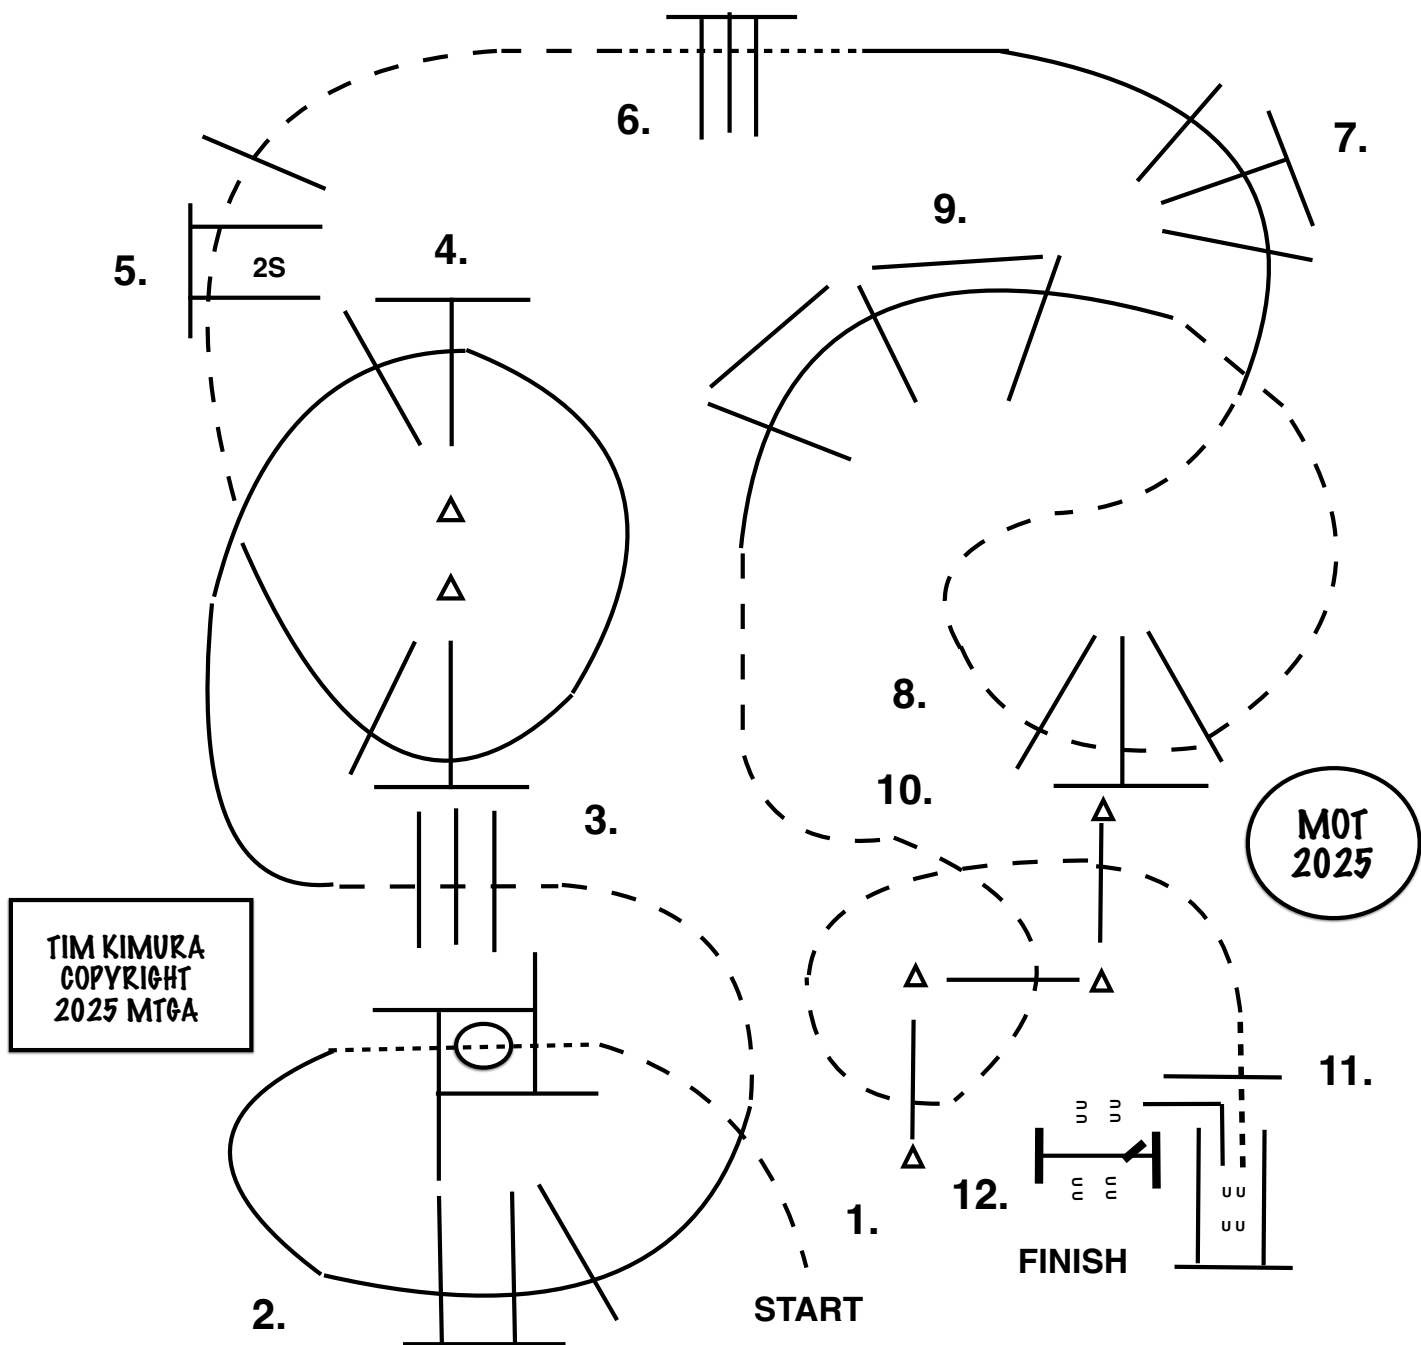 6.
7.
9.
4.
5.
2S
8.
10.
3.
MOT
2025
TIM KIMURA
COPYRIGHT
2025 MTGA
11.
12.
1.
FINISH
START
2.